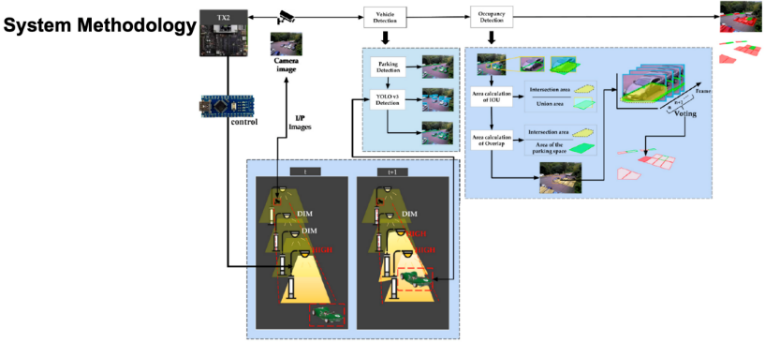 System Methodology
TX2
control
Camera
image
I/P
Images
Vehicle
Detection
Occupancy
Detection
Parking
Detection
YOLO v3
Detection
Area calculation
of IOU
Intersection area
Union area
Area calculation
of Overlap
Intersection area
Area of the
parking space
Frame
Voting
t
DIM
DIM
HIGH
t+1
DIM
HIGH
HIGH